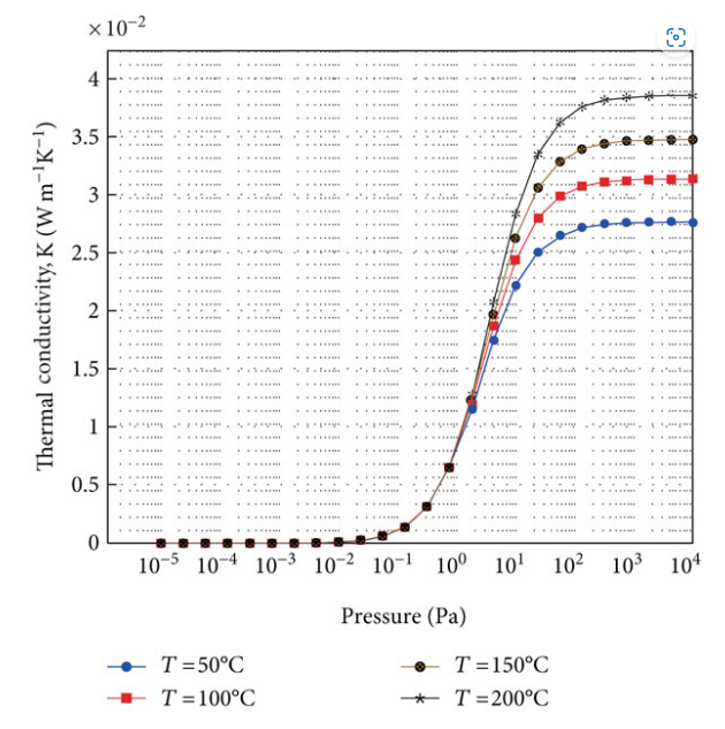 ×10⁻²
4
3.5
3
2.5
2
1.5
1
0.5
0
Thermal conductivity, K (W m⁻¹K⁻¹)
10⁻⁵ 10⁻⁴ 10⁻³ 10⁻² 10⁻¹ 10⁰ 10¹ 10² 10³ 10⁴
Pressure (Pa)
T = 50°C T = 150°C
T = 100°C T = 200°C